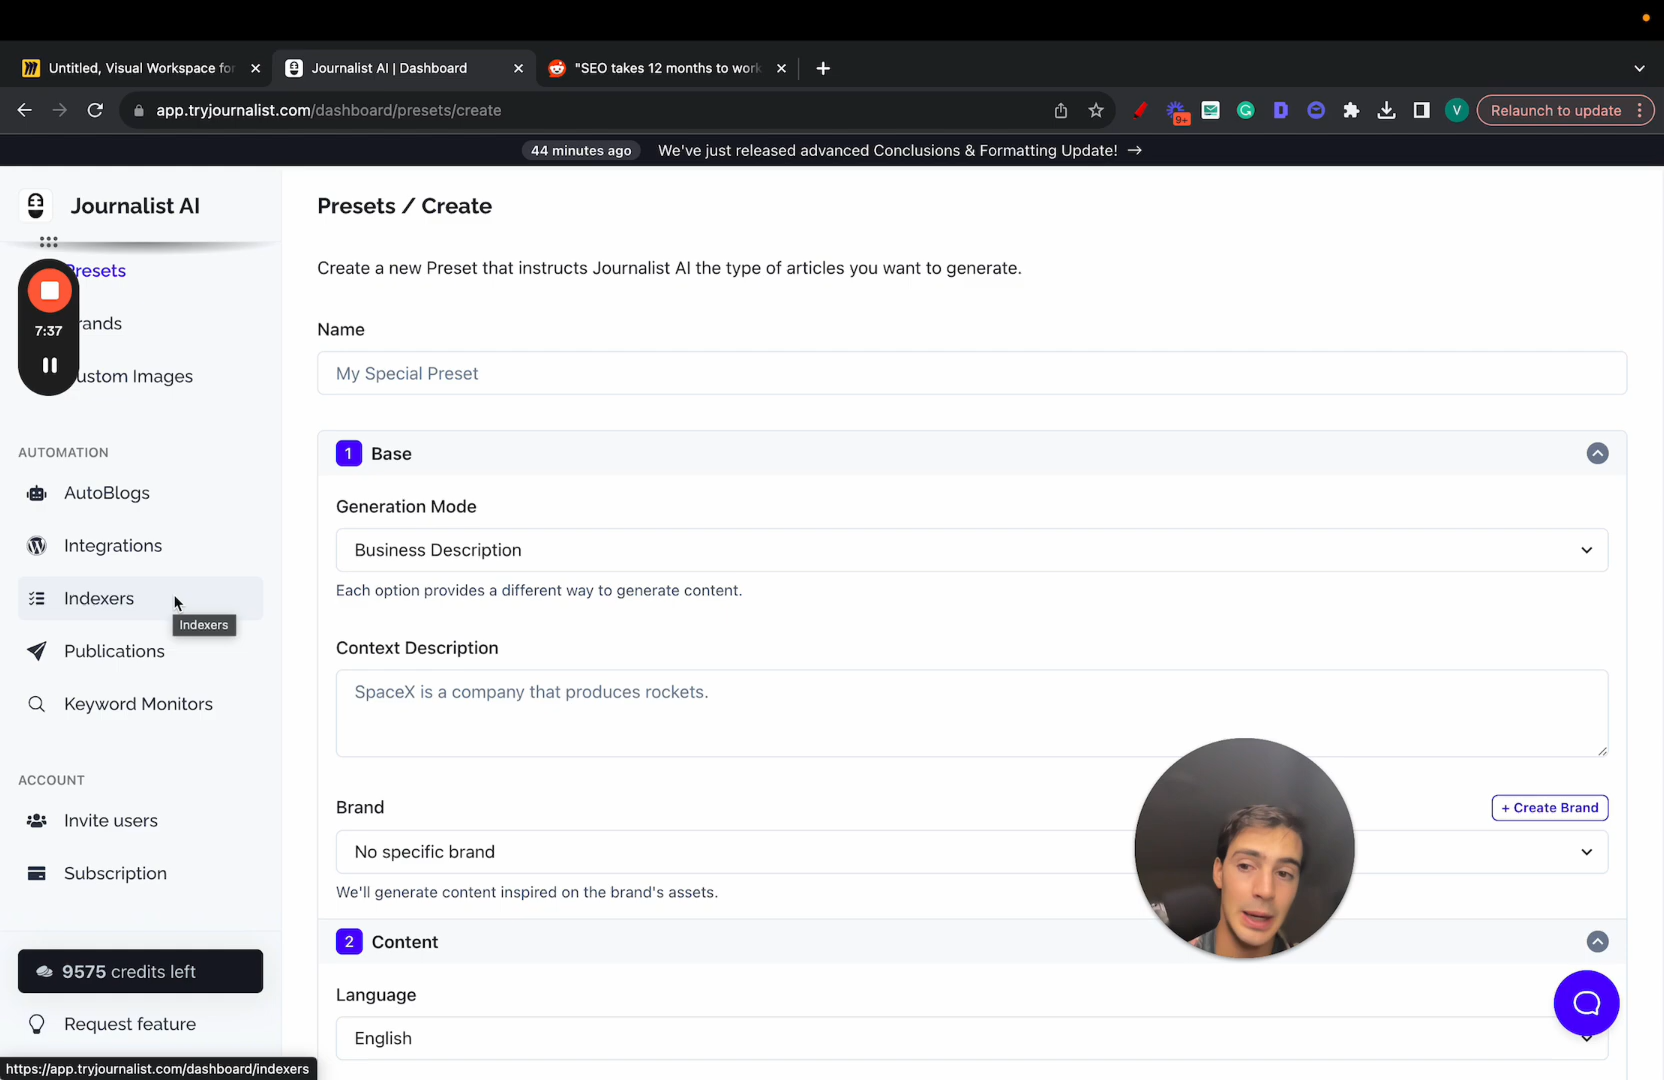 Untitled, Visual Workspace for
Journalist AI | Dashboard
"SEO takes 12 months to work
app.tryjournalist.com/dashboard/presets/create
9+
V
Relaunch to update
44 minutes ago
We've just released advanced Conclusions & Formatting Update! →
Journalist AI
Presets
7:37
rands
ustom Images
AUTOMATION
AutoBlogs
Integrations
Indexers
Indexers
Publications
Keyword Monitors
ACCOUNT
Invite users
Subscription
9575 credits left
Request feature
https://app.tryjournalist.com/dashboard/indexers
Presets / Create
Create a new Preset that instructs Journalist AI the type of articles you want to generate.
Name
My Special Preset
1 Base
Generation Mode
Business Description
Each option provides a different way to generate content.
Context Description
SpaceX is a company that produces rockets.
Brand
+ Create Brand
No specific brand
We'll generate content inspired on the brand's assets.
2 Content
Language
English